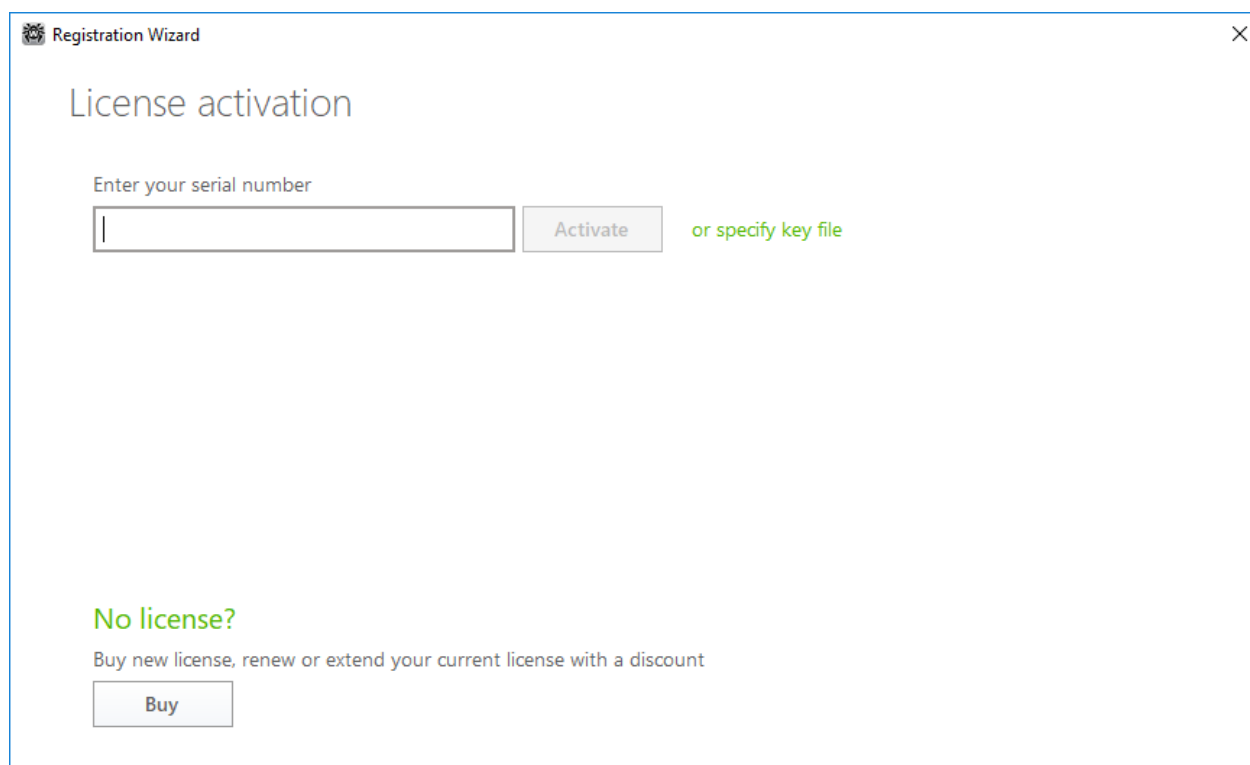 Registration Wizard
License activation
Enter your serial number
Activate or specify key file
No license?
Buy new license, renew or extend your current license with a discount
Buy